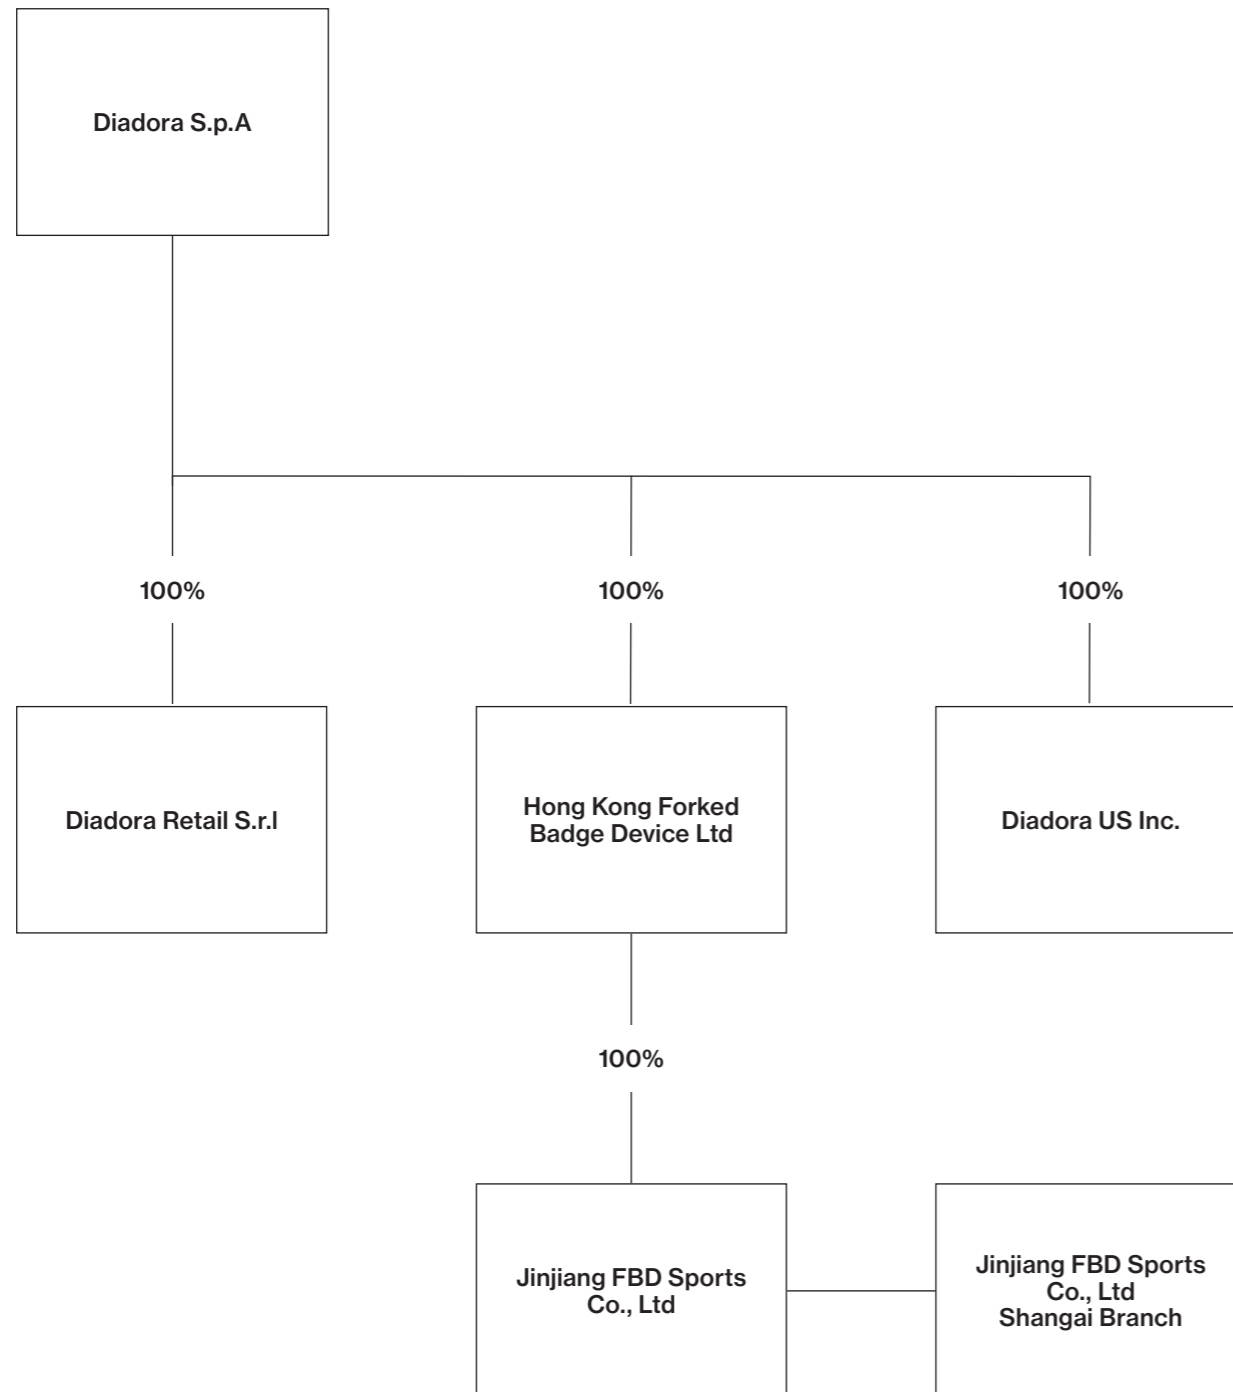 Diadora S.p.A
100%
100%
100%
Diadora Retail S.r.l
Hong Kong Forked
Badge Device Ltd
Diadora US Inc.
100%
Jinjiang FBD Sports
Co., Ltd
Jinjiang FBD Sports
Co., Ltd
Shangai Branch